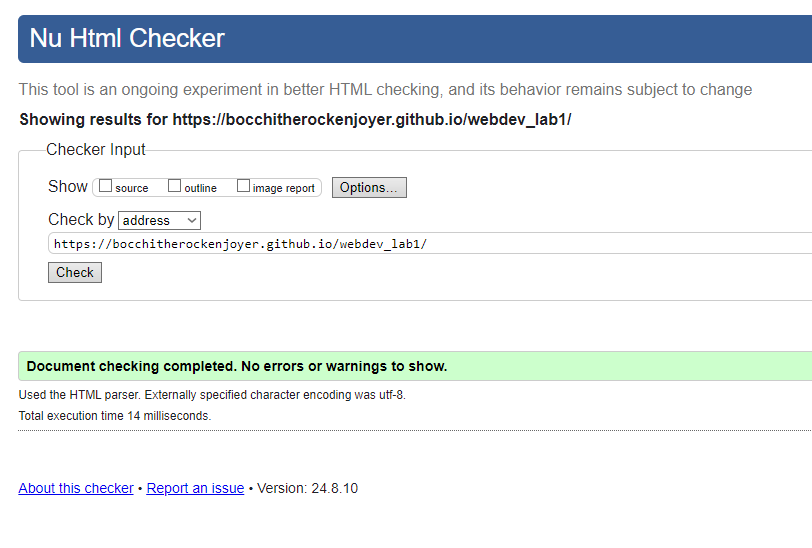 Nu Html Checker
This tool is an ongoing experiment in better HTML checking, and its behavior remains subject to change
Showing results for https://bocchitherockenjoyer.github.io/webdev_lab1/
Checker Input
Show source outline image report Options...
Check by address
https://bocchitherockenjoyer.github.io/webdev_lab1/
Check
Document checking completed. No errors or warnings to show.
Used the HTML parser. Externally specified character encoding was utf-8.
Total execution time 14 milliseconds.
About this checker • Report an issue • Version: 24.8.10